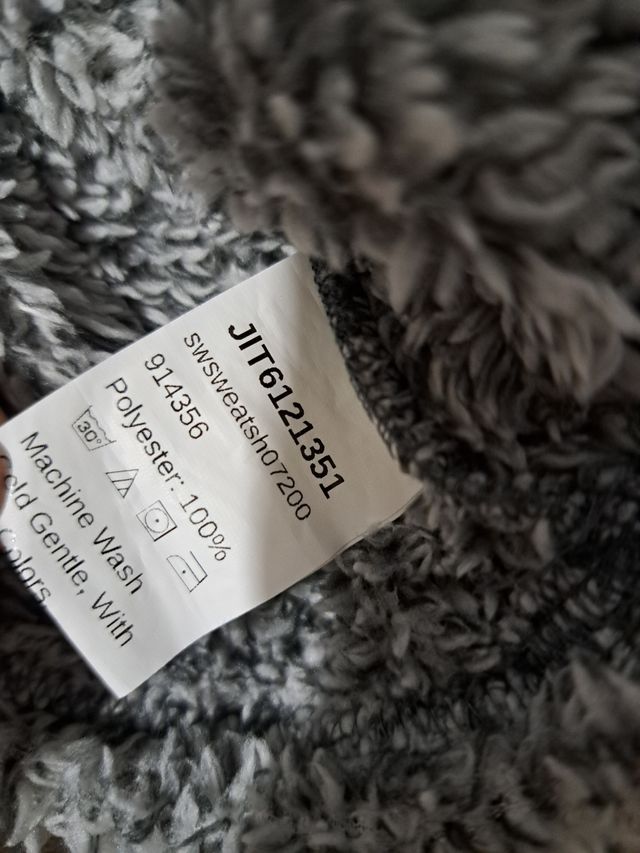 JIT6121351
swsweatsh07200
914356
Polyester: 100%
30°
Machine Wash
Gentle, With